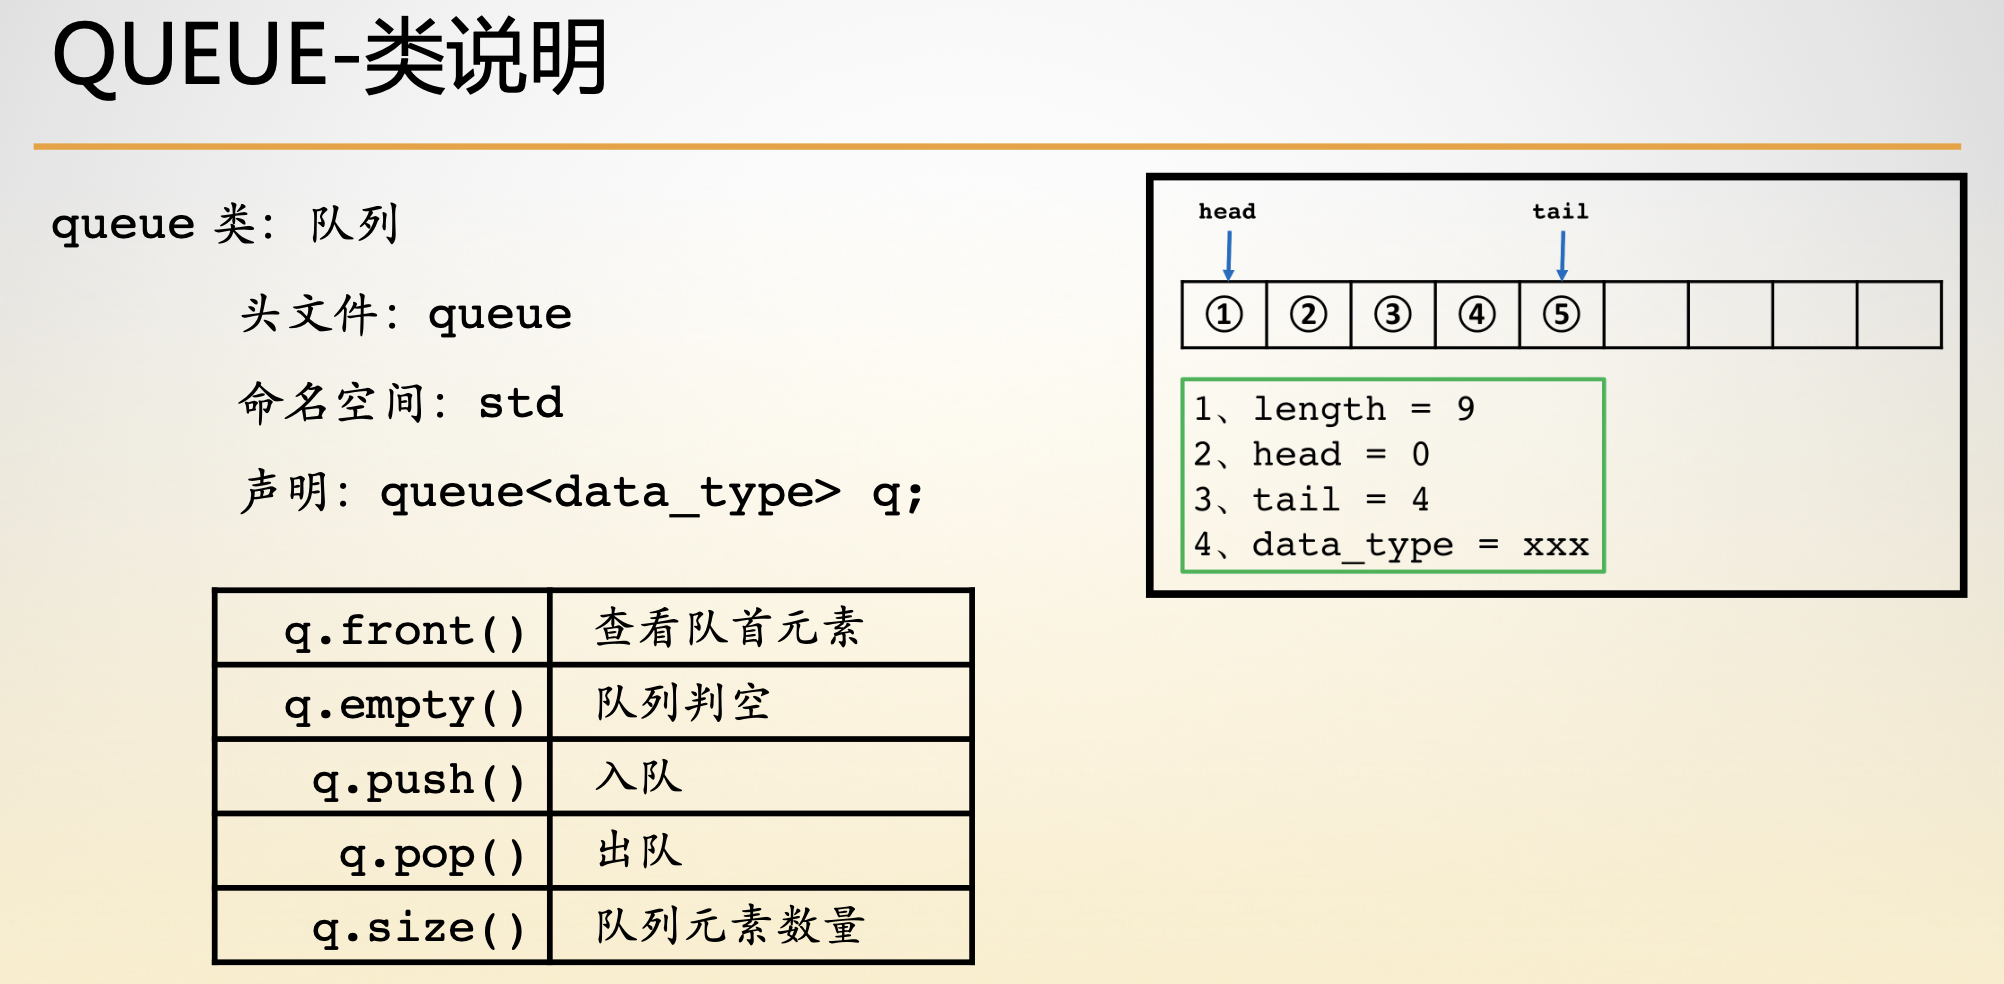 QUEUE-类说明
queue 类：队列
头文件：queue
命名空间：std
声明：queue<data_type> q;
q.front() 查看队首元素
q.empty() 队列判空
q.push() 入队
q.pop() 出队
q.size() 队列元素数量
head tail
① ② ③ ④ ⑤
1、length = 9
2、head = 0
3、tail = 4
4、data_type = xxx